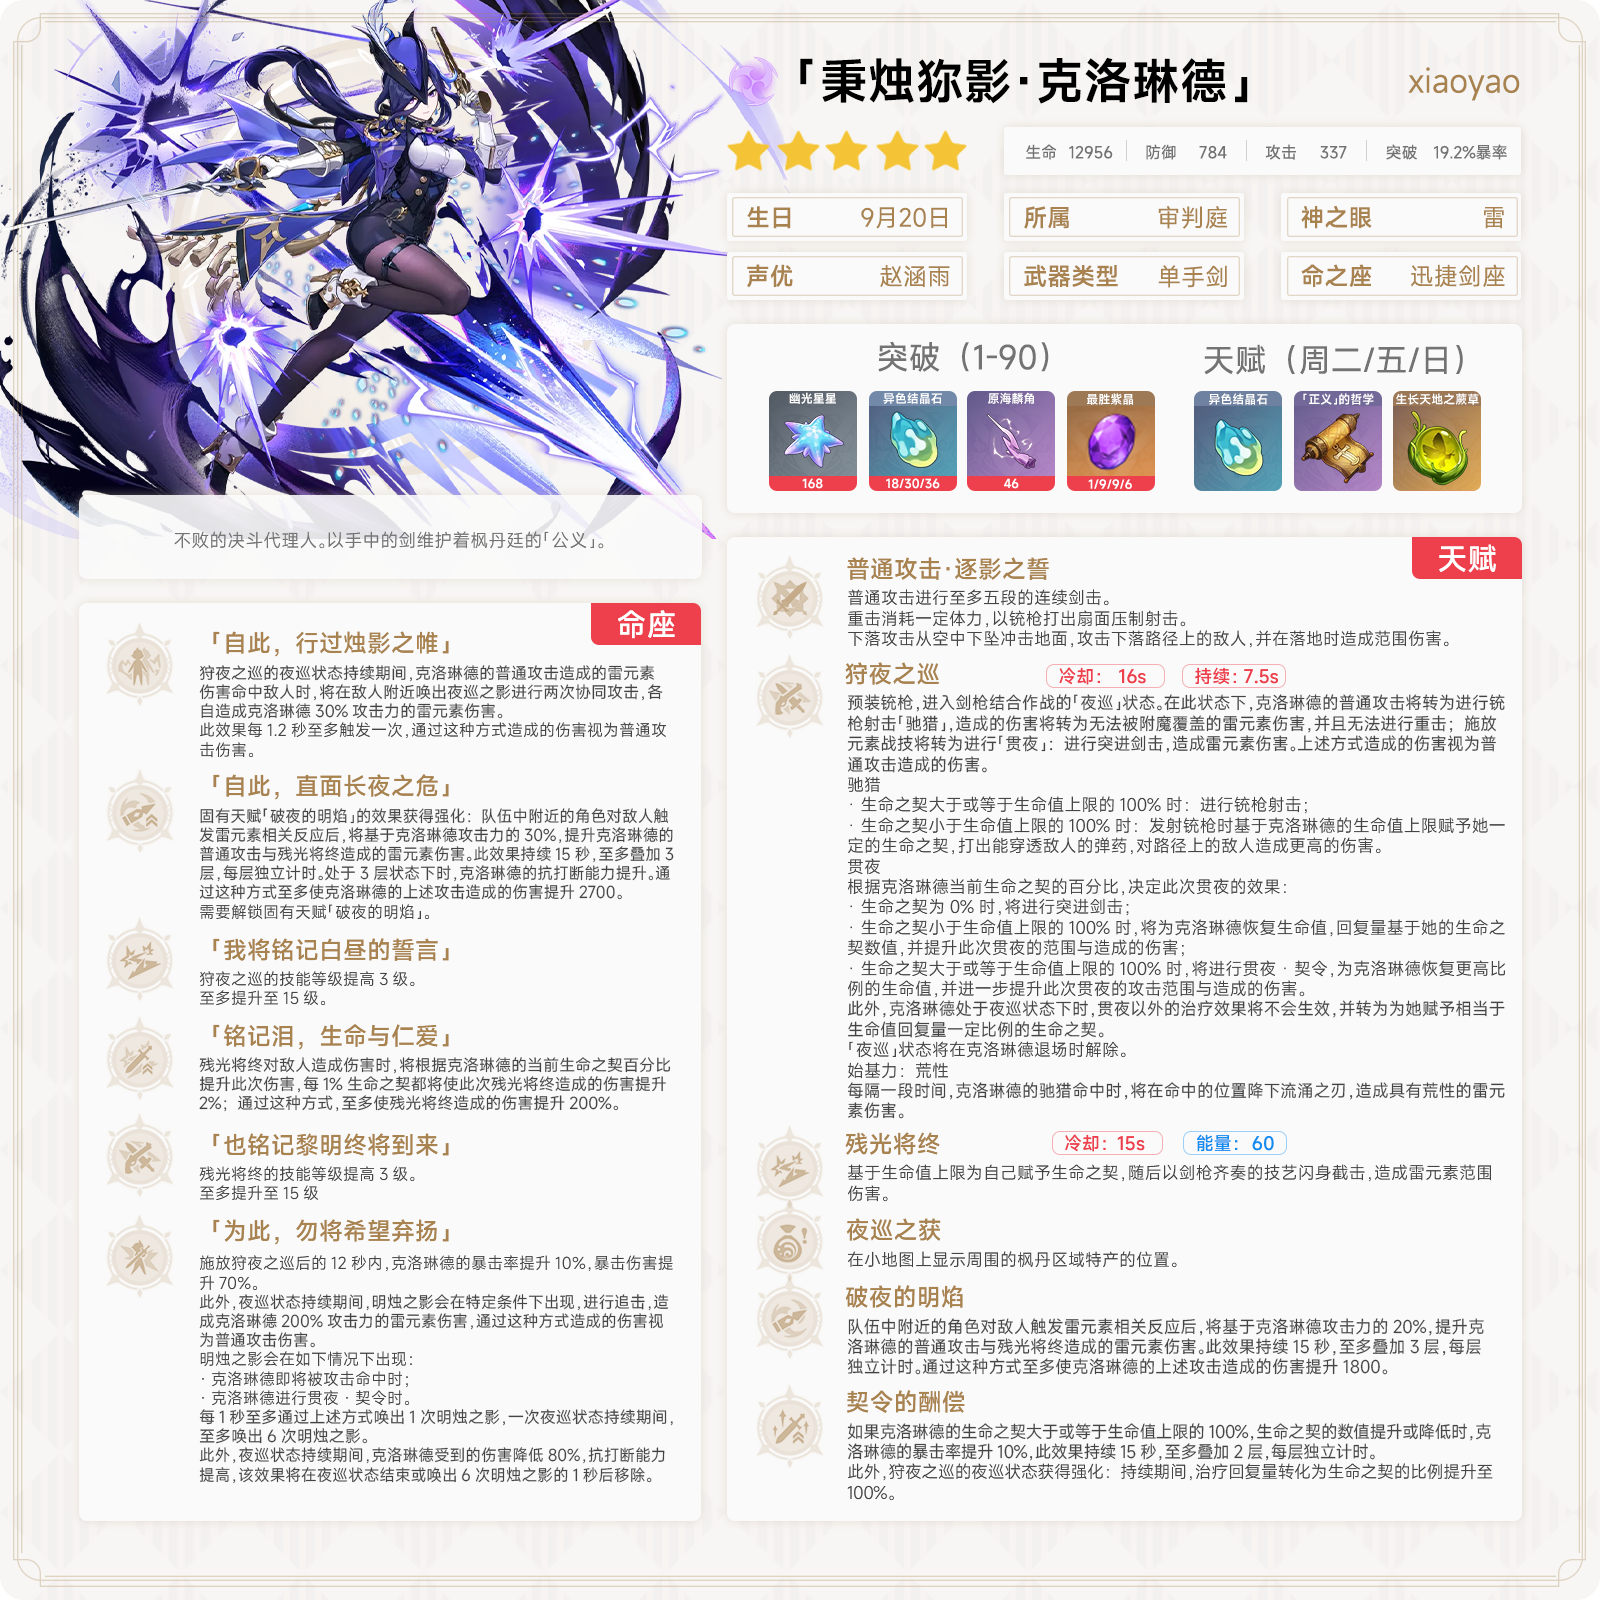 「秉烛狝影·克洛琳德」
xiaoyao
生命 12956 防御 784 攻击 337 突破 19.2%暴率
生日 9月20日
所属 审判庭
神之眼 雷
声优 赵涵雨
武器类型 单手剑
命之座 迅捷剑座
突破（1-90）
幽光星星
168
异色结晶石
18/30/36
原海麟角
46
最胜紫晶
1/9/9/6
天赋（周二/五/日）
异色结晶石
「正义」的哲学
生长天地之蕨草
不败的决斗代理人。以手中的剑维护着枫丹廷的「公义」。
命座
「自此，行过烛影之帷」
狩夜之巡的夜巡状态持续期间，克洛琳德的普通攻击造成的雷元素
伤害命中敌人时，将在敌人附近唤出夜巡之影进行两次协同攻击，各
自造成克洛琳德 30% 攻击力的雷元素伤害。
此效果每 1.2 秒至多触发一次，通过这种方式造成的伤害视为普通攻
击伤害。
「自此，直面长夜之危」
固有天赋「破夜的明焰」的效果获得强化：队伍中附近的角色对敌人触
发雷元素相关反应后，将基于克洛琳德攻击力的 30%，提升克洛琳德的
普通攻击与残光将终造成的雷元素伤害。此效果持续 15 秒，至多叠加 3
层，每层独立计时。处于 3 层状态下时，克洛琳德的抗打断能力提升。通
过这种方式至多使克洛琳德的上述攻击造成的伤害提升 2700。
需要解锁固有天赋「破夜的明焰」。
「我将铭记白昼的誓言」
狩夜之巡的技能等级提高 3 级。
至多提升至 15 级。
「铭记泪，生命与仁爱」
残光将终对敌人造成伤害时，将根据克洛琳德的当前生命之契百分比
提升此次伤害，每 1% 生命之契都将使此次残光将终造成的伤害提升
2%；通过这种方式，至多使残光将终造成的伤害提升 200%。
「也铭记黎明终将到来」
残光将终的技能等级提高 3 级。
至多提升至 15 级
「为此，勿将希望弃扬」
施放狩夜之巡后的 12 秒内，克洛琳德的暴击率提升 10%，暴击伤害提
升 70%。
此外，夜巡状态持续期间，明烛之影会在特定条件下出现，进行追击，造
成克洛琳德 200% 攻击力的雷元素伤害，通过这种方式造成的伤害视
为普通攻击伤害。
明烛之影会在如下情况下出现：
· 克洛琳德即将被攻击命中时；
· 克洛琳德进行贯夜 · 契令时。
每 1 秒至多通过上述方式唤出 1 次明烛之影，一次夜巡状态持续期间，
至多唤出 6 次明烛之影。
此外，夜巡状态持续期间，克洛琳德受到的伤害降低 80%，抗打断能力
提高，该效果将在夜巡状态结束或唤出 6 次明烛之影的 1 秒后移除。
天赋
普通攻击·逐影之誓
普通攻击进行至多五段的连续剑击。
重击消耗一定体力，以铳枪打出扇面压制射击。
下落攻击从空中下坠冲击地面，攻击下落路径上的敌人，并在落地时造成范围伤害。
狩夜之巡 冷却： 16s 持续：7.5s
预装铳枪，进入剑枪结合作战的「夜巡」状态。在此状态下，克洛琳德的普通攻击将转为进行铳
枪射击「驰猎」，造成的伤害将转为无法被附魔覆盖的雷元素伤害，并且无法进行重击；施放
元素战技将转为进行「贯夜」：进行突进剑击，造成雷元素伤害。上述方式造成的伤害视为普
通攻击造成的伤害。
驰猎
· 生命之契大于或等于生命值上限的 100% 时：进行铳枪射击；
· 生命之契小于生命值上限的 100% 时：发射铳枪时基于克洛琳德的生命值上限赋予她一
定的生命之契，打出能穿透敌人的弹药，对路径上的敌人造成更高的伤害。
贯夜
根据克洛琳德当前生命之契的百分比，决定此次贯夜的效果：
· 生命之契为 0% 时，将进行突进剑击；
· 生命之契小于生命值上限的 100% 时，将为克洛琳德恢复生命值，回复量基于她的生命之
契数值，并提升此次贯夜的范围与造成的伤害；
· 生命之契大于或等于生命值上限的 100% 时，将进行贯夜 · 契令，为克洛琳德恢复更高比
例的生命值，并进一步提升此次贯夜的攻击范围与造成的伤害。
此外，克洛琳德处于夜巡状态下时，贯夜以外的治疗效果将不会生效，并转为为她赋予相当于
生命值回复量一定比例的生命之契。
「夜巡」状态将在克洛琳德退场时解除。
始基力：荒性
每隔一段时间，克洛琳德的驰猎命中时，将在命中的位置降下流涌之刃，造成具有荒性的雷元
素伤害。
残光将终 冷却：15s 能量：60
基于生命值上限为自己赋予生命之契，随后以剑枪齐奏的技艺闪身截击，造成雷元素范围
伤害。
夜巡之获
在小地图上显示周围的枫丹区域特产的位置。
破夜的明焰
队伍中附近的角色对敌人触发雷元素相关反应后，将基于克洛琳德攻击力的 20%，提升克
洛琳德的普通攻击与残光将终造成的雷元素伤害。此效果持续 15 秒，至多叠加 3 层，每层
独立计时。通过这种方式至多使克洛琳德的上述攻击造成的伤害提升 1800。
契令的酬偿
如果克洛琳德的生命之契大于或等于生命值上限的 100%，生命之契的数值提升或降低时，克
洛琳德的暴击率提升 10%，此效果持续 15 秒，至多叠加 2 层，每层独立计时。
此外，狩夜之巡的夜巡状态获得强化：持续期间，治疗回复量转化为生命之契的比例提升至
100%。